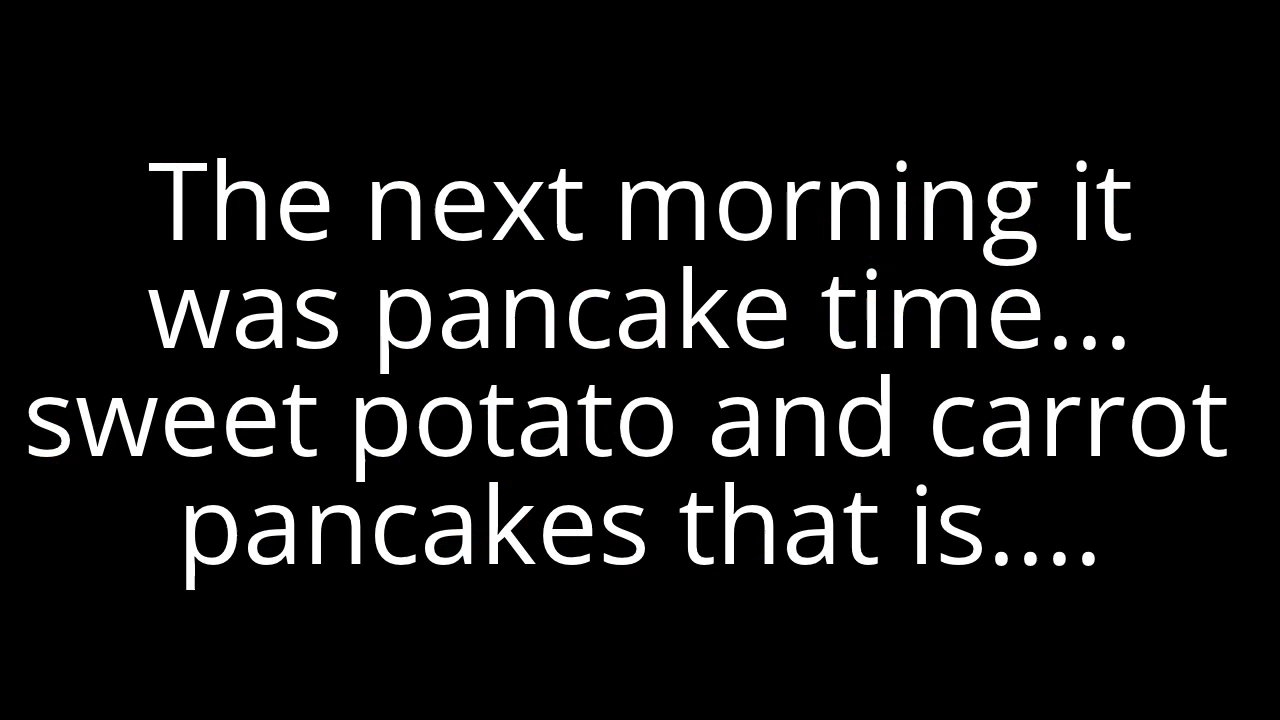 The next morning it
was pancake time...
sweet potato and carrot
pancakes that is....